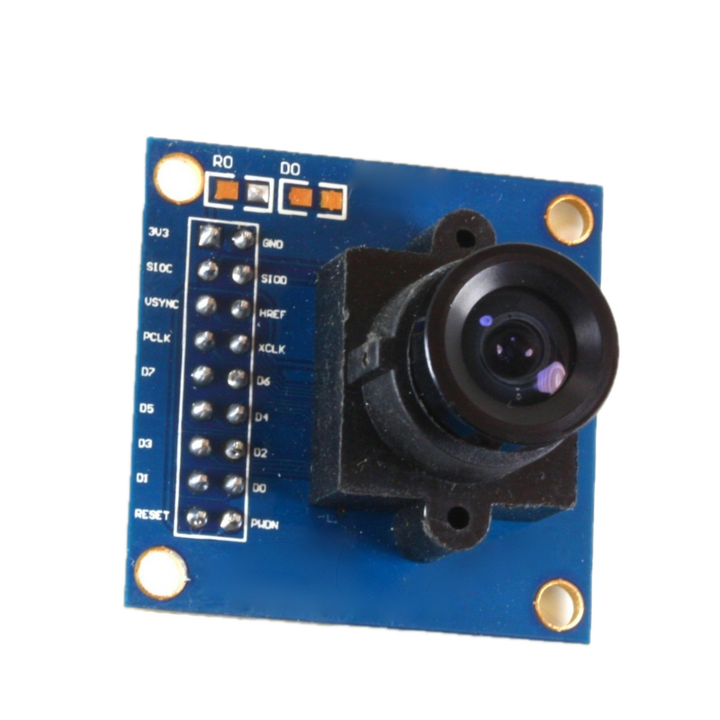 R0 D0
3V3 GND
SIOC SIOD
VSYNC HREF
PCLK XCLK
D7 D6
D5 D4
D3 D2
D1 D0
RESET PWDN